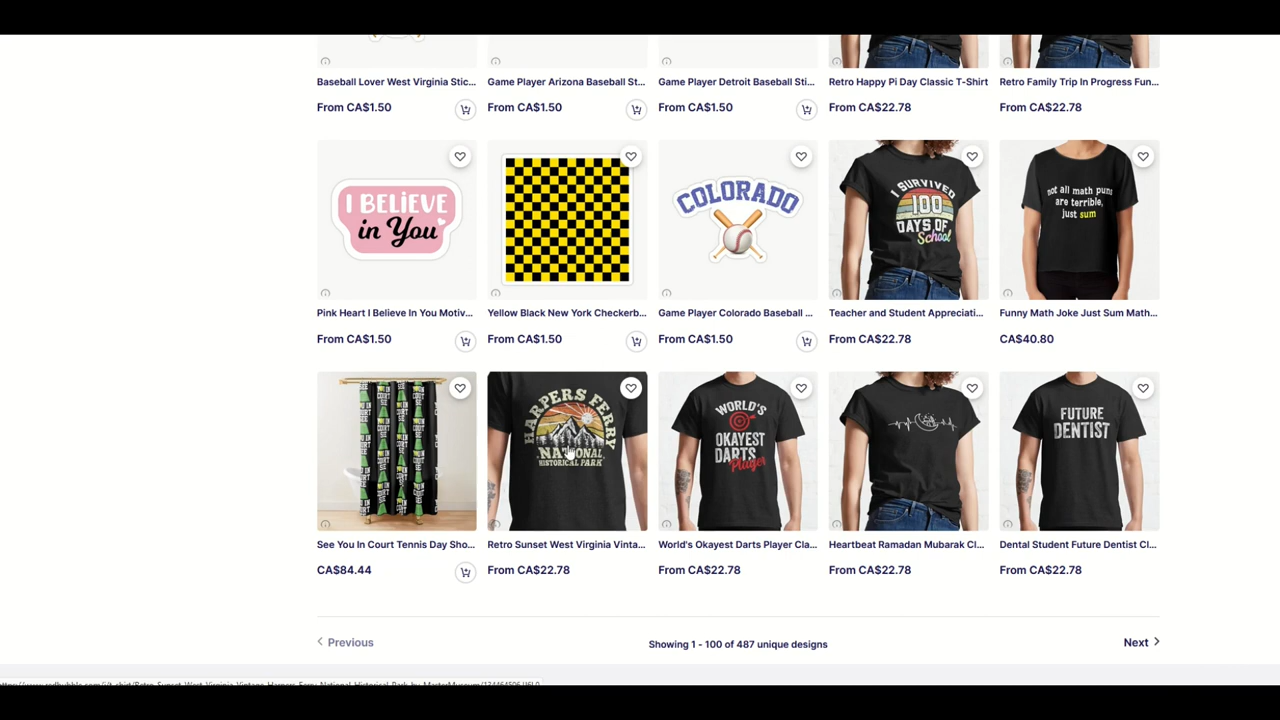 Baseball Lover West Virginia Stic...
Game Player Arizona Baseball St...
Game Player Detroit Baseball Sti...
Retro Happy Pi Day Classic T-Shirt
Retro Family Trip In Progress Fun...
From CA$1.50
From CA$1.50
From CA$1.50
From CA$22.78
From CA$22.78
I BELIEVE
in You
COLORADO
I SURVIVED
100
DAYS OF
School
not all math puns
are terrible,
just sum
Pink Heart I Believe In You Motiv...
Yellow Black New York Checkerb...
Game Player Colorado Baseball ...
Teacher and Student Appreciati...
Funny Math Joke Just Sum Math...
From CA$1.50
From CA$1.50
From CA$1.50
From CA$22.78
CA$40.80
HARPERS FERRY
NATIONAL
HISTORICAL PARK
WORLD'S
OKAYEST
DARTS
Player
FUTURE
DENTIST
See You In Court Tennis Day Sho...
Retro Sunset West Virginia Vinta...
World's Okayest Darts Player Cla...
Heartbeat Ramadan Mubarak Cl...
Dental Student Future Dentist Cl...
CA$84.44
From CA$22.78
From CA$22.78
From CA$22.78
From CA$22.78
Previous
Showing 1 - 100 of 487 unique designs
Next